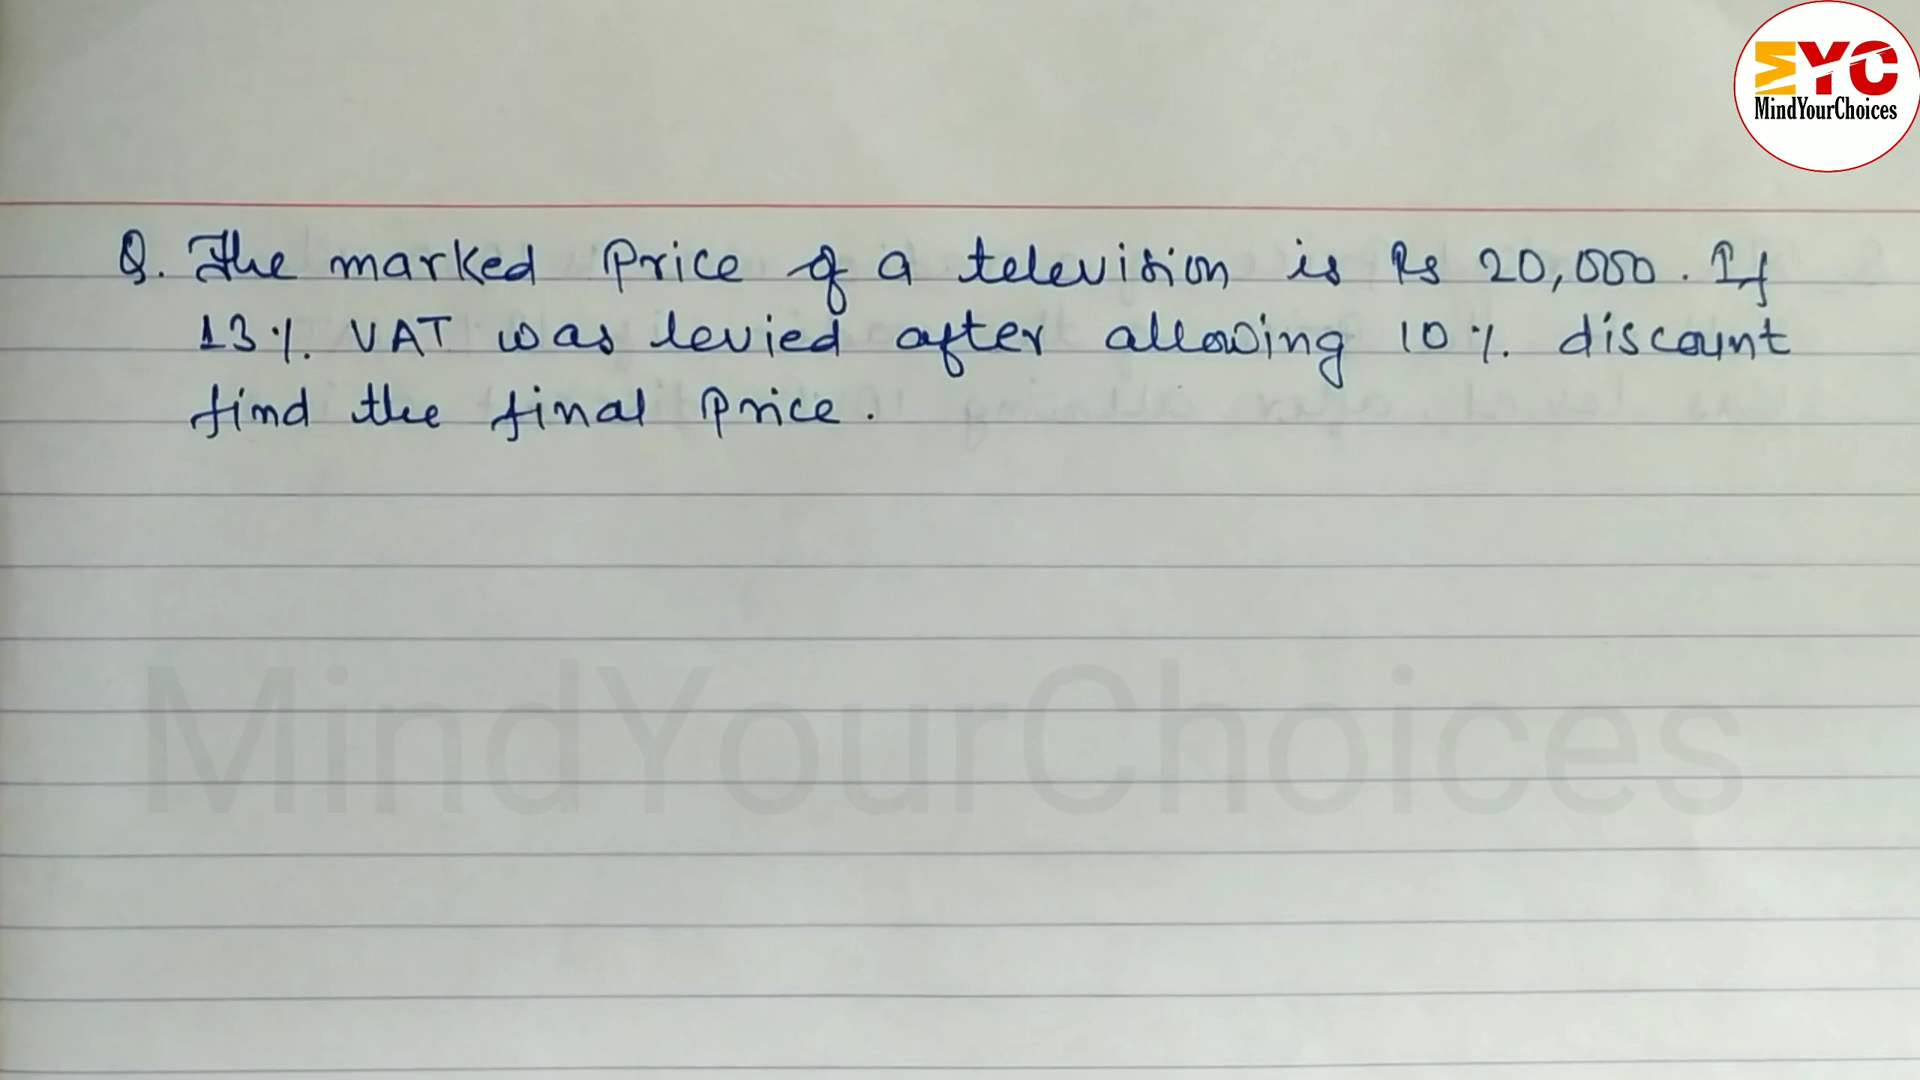 MYC
MindYourChoices
Q. The marked Price of a television is Rs 20,000. If
13%. VAT was levied after allowing 10%. discount
find the final Price.
MindYourChoices